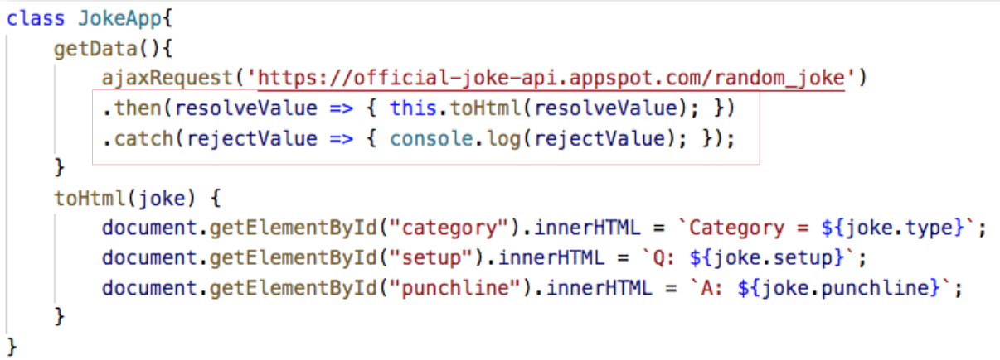 class JokeApp{
    getData(){
        ajaxRequest('https://official-joke-api.appspot.com/random_joke')
        .then(resolveValue => { this.toHtml(resolveValue); })
        .catch(rejectValue => { console.log(rejectValue); });
    }
    toHtml(joke) {
        document.getElementById("category").innerHTML = `Category = ${joke.type}`;
        document.getElementById("setup").innerHTML = `Q: ${joke.setup}`;
        document.getElementById("punchline").innerHTML = `A: ${joke.punchline}`;
    }
}